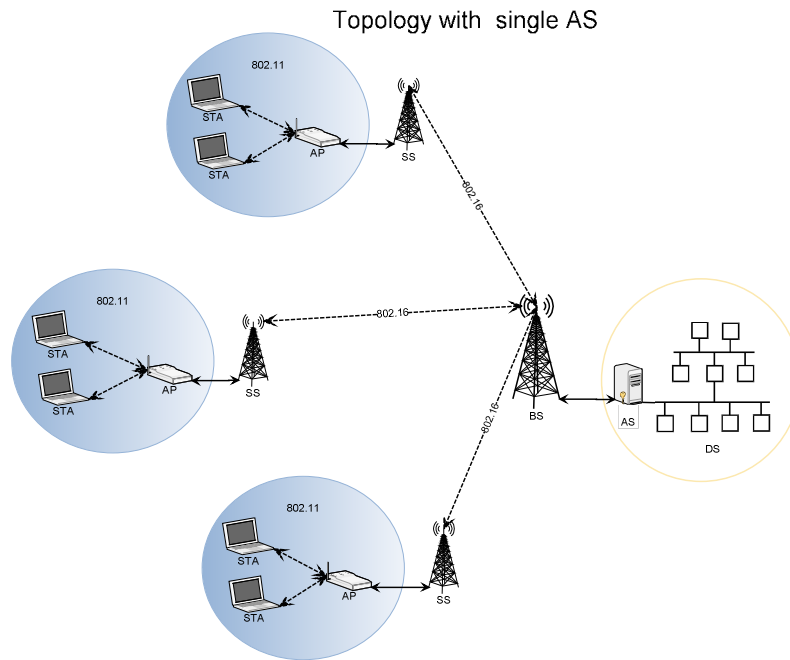 Topology with single AS
802.11
STA
STA
AP
SS
802.16
802.11
STA
STA
AP
SS
802.16
BS
AS
DS
802.16
802.11
STA
STA
AP
SS